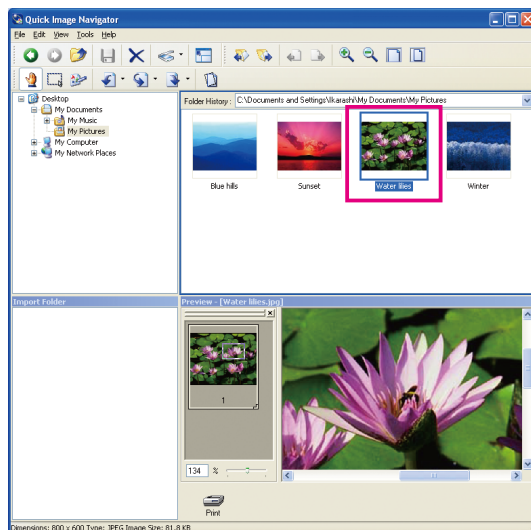 Quick Image Navigator
File Edit View Tools Help
Desktop
My Documents
My Music
My Pictures
My Computer
My Network Places
Folder History : C:\Documents and Settings\Ikarashi\My Documents\My Pictures
Blue hills Sunset Water lilies Winter
Import Folder
Preview - [Water lilies.jpg]
1
134 %
Print
Dimensions: 800 x 600 Type: JPEG Image Size: 81.8 KB